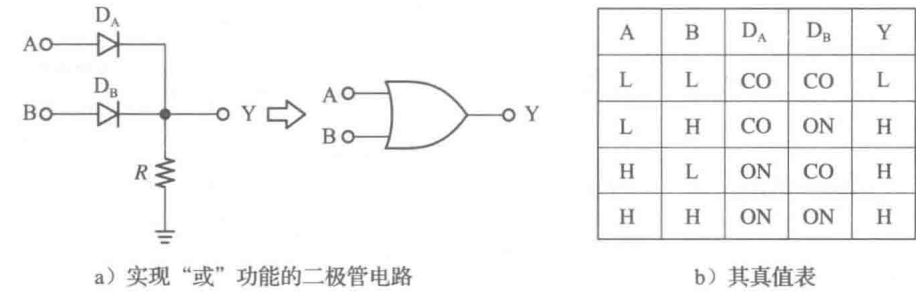 D_A
A
D_B
B
Y
R
A
B
Y
A B D_A D_B Y
L L CO CO L
L H CO ON H
H L ON CO H
H H ON ON H
a）实现“或”功能的二极管电路
b）其真值表